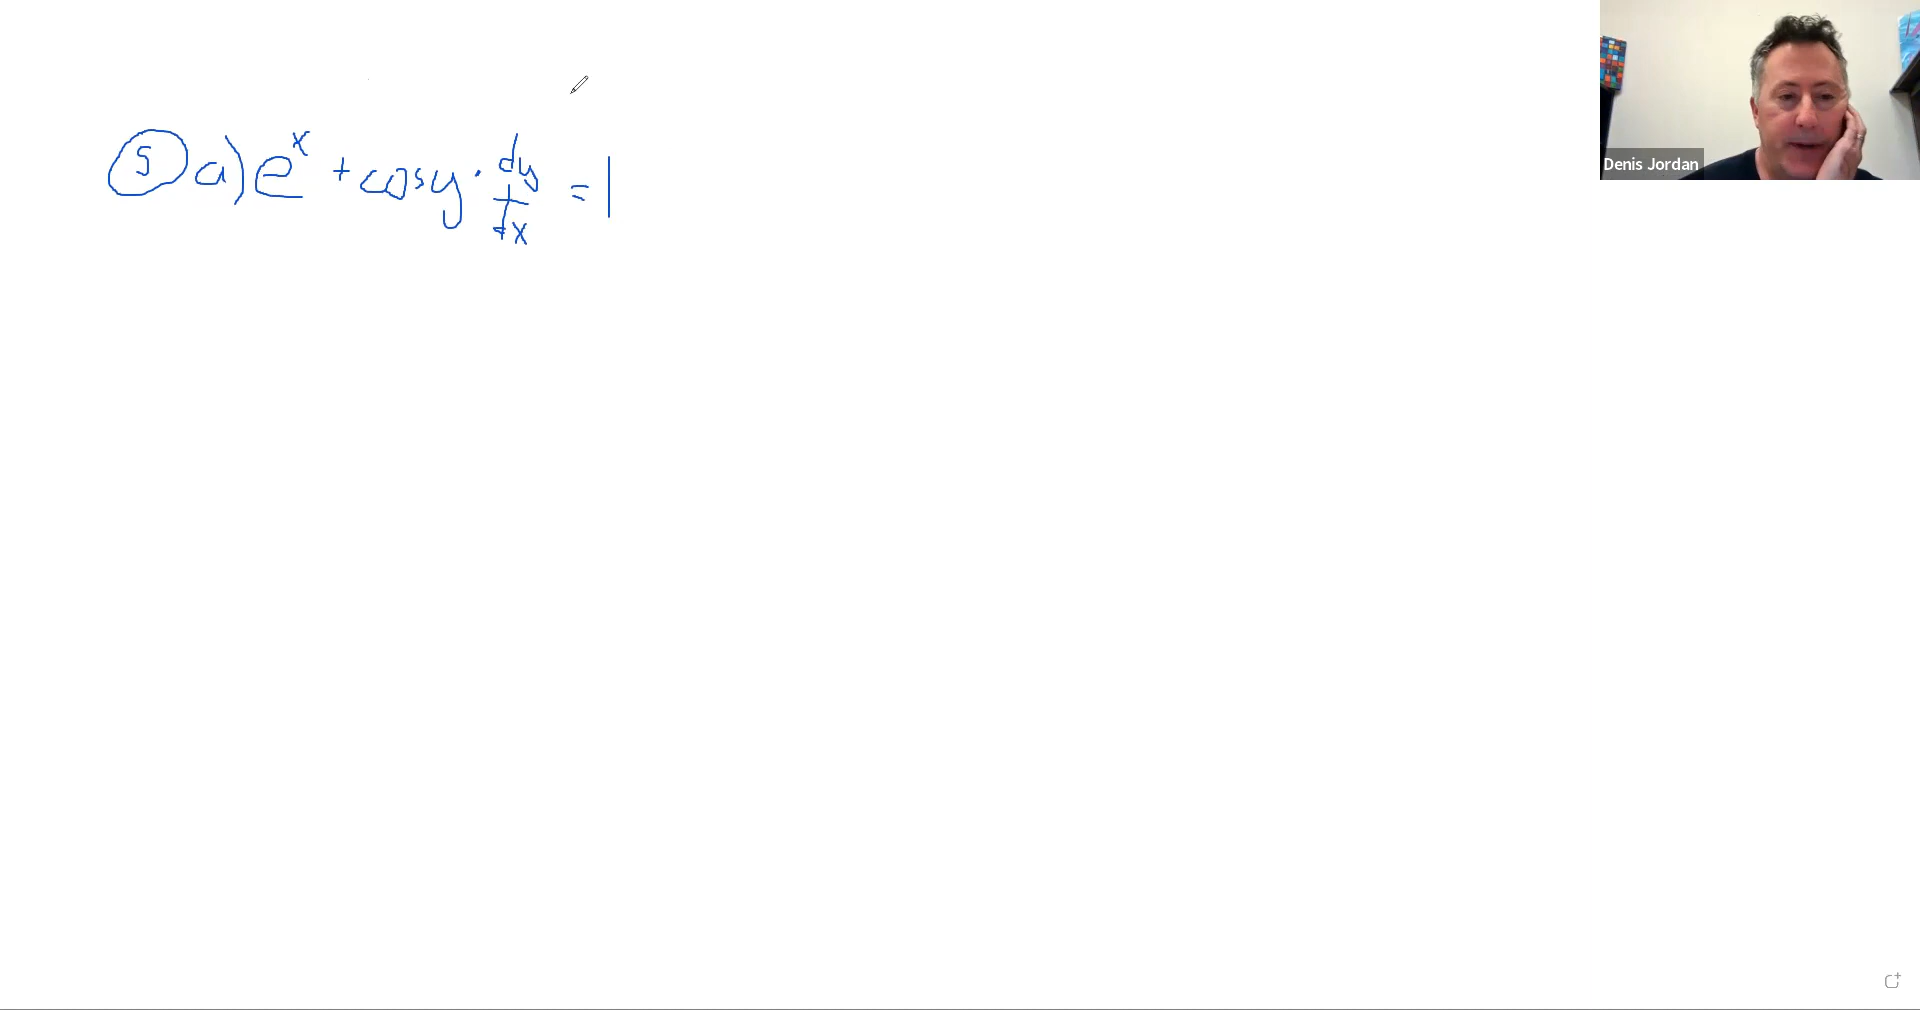 5 a) e^x + cos y · dy/dx = 1
Denis Jordan